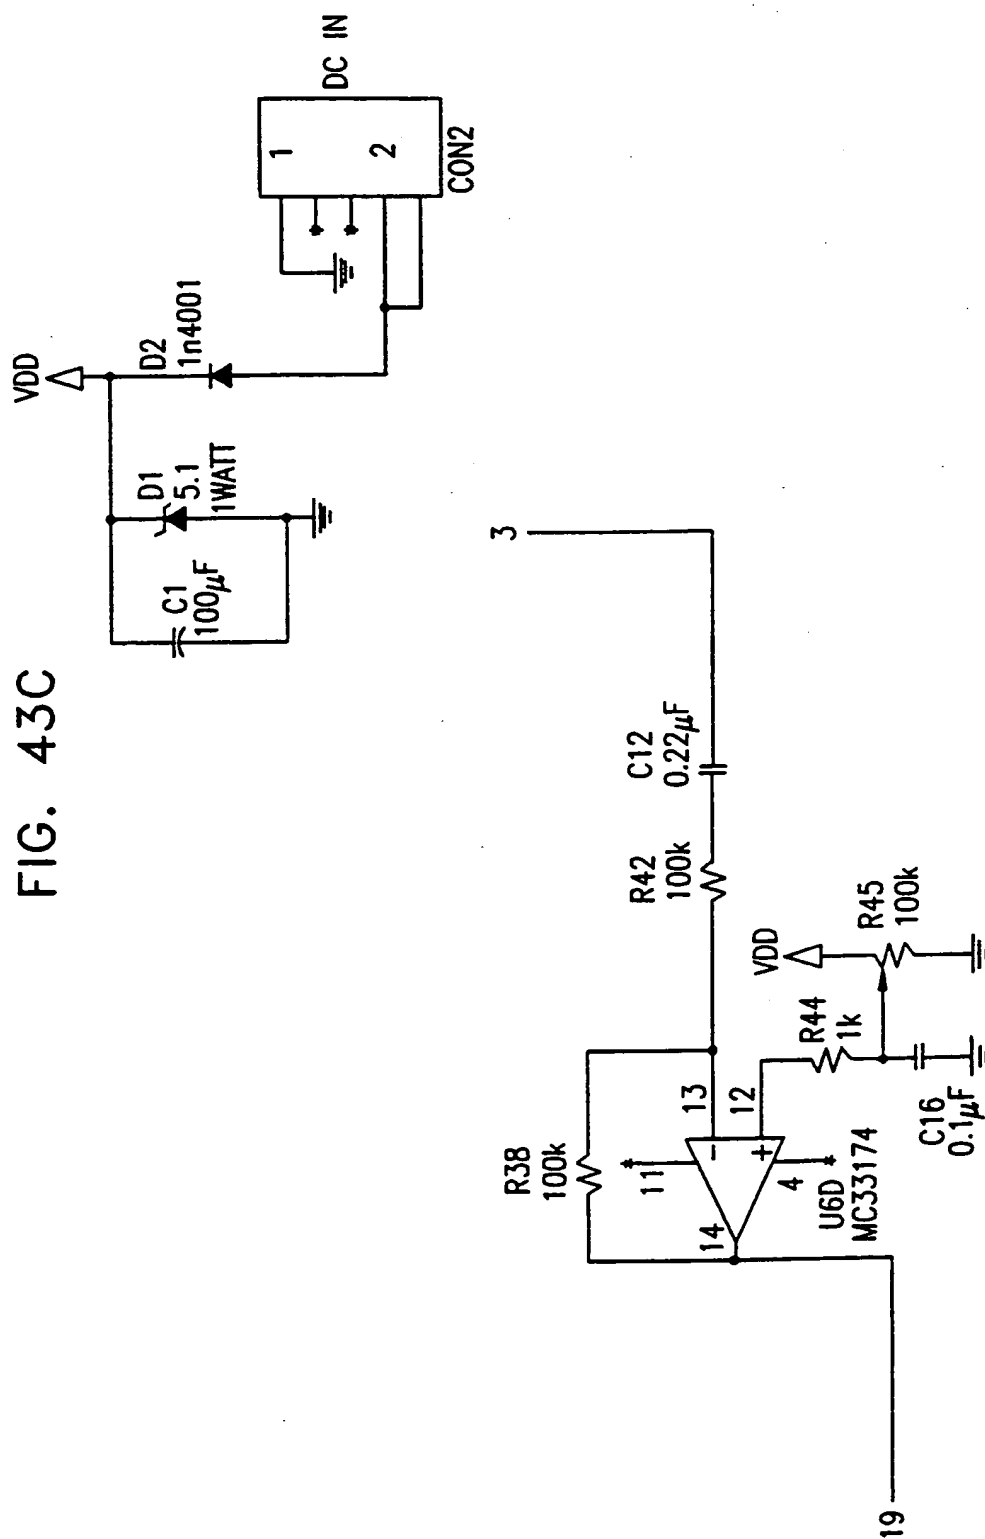 FIG. 43C
VDD
C1
100μF
D1
5.1
1WATT
D2
1n4001
1
2
CON2
DC IN
3
C12
0.22μF
R42
100k
R38
100k
11
13
12
14
4
U6D
MC33174
-
+
VDD
R44
1k
R45
100k
C16
0.1μF
19